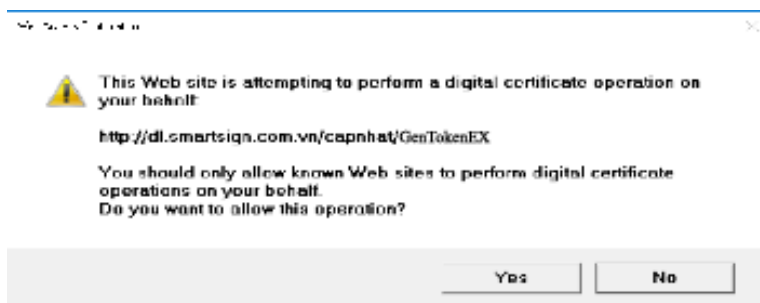 This Web site is attempting to perform a digital certificate operation on
your behalf:
http://dl.smartsign.com.vn/capnhat/GenTokenEX
You should only allow known Web sites to perform digital certificate
operations on your behalf.
Do you want to allow this operation?
Yes No